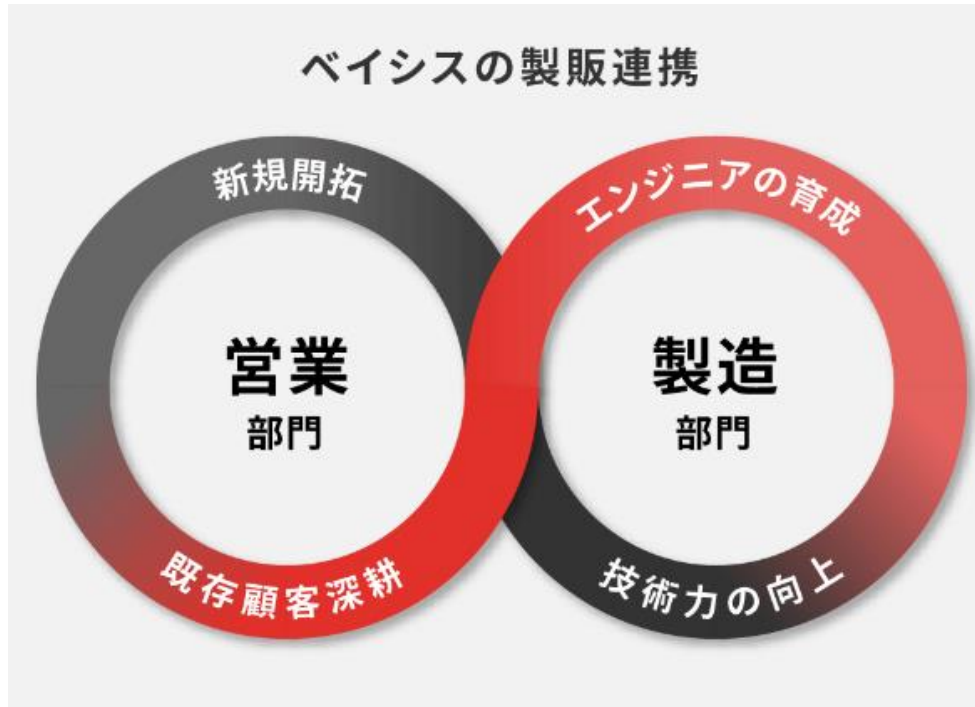 ベイシスの製販連携
新規開拓
営業
部門
既存顧客深耕
エンジニアの育成
製造
部門
技術力の向上